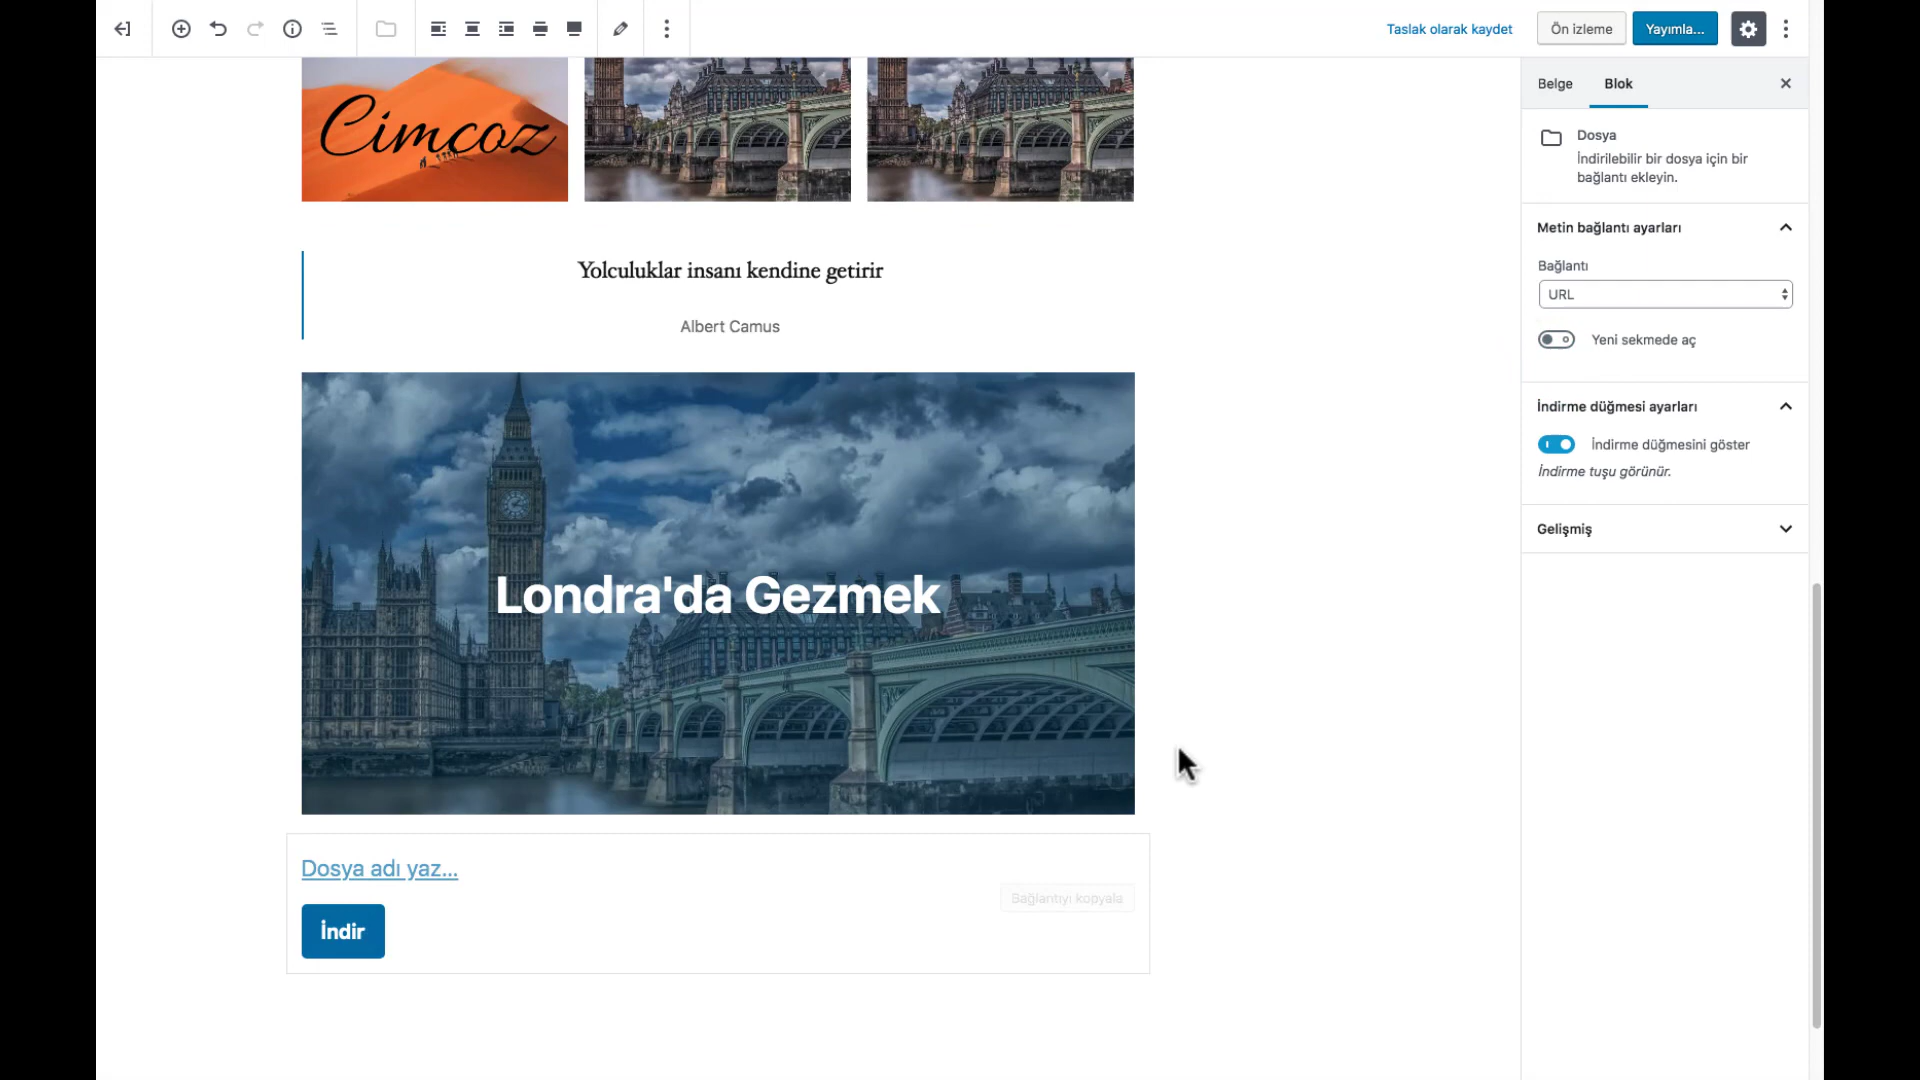 Taslak olarak kaydet
Ön izleme
Yayımla...
Cimcoz
Yolculuklar insanı kendine getirir
Albert Camus
Londra'da Gezmek
Dosya adı yaz...
Bağlantıyı kopyala
İndir
Belge
Blok
Dosya
İndirilebilir bir dosya için bir
bağlantı ekleyin.
Metin bağlantı ayarları
Bağlantı
URL
Yeni sekmede aç
İndirme düğmesi ayarları
İndirme düğmesini göster
İndirme tuşu görünür.
Gelişmiş